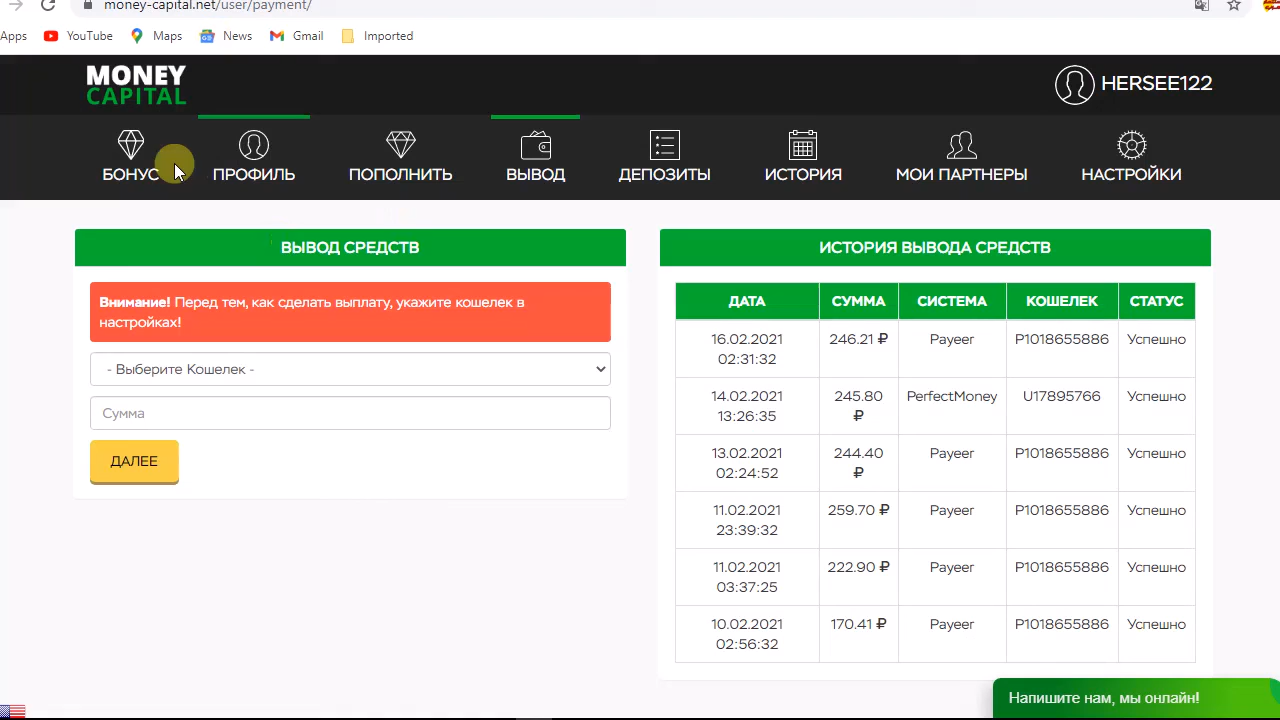 money-capital.net/user/payment/
Apps YouTube Maps News Gmail Imported
MONEY
CAPITAL
HERSEE122
БОНУС ПРОФИЛЬ ПОПОЛНИТЬ ВЫВОД ДЕПОЗИТЫ ИСТОРИЯ МОИ ПАРТНЕРЫ НАСТРОЙКИ
ВЫВОД СРЕДСТВ
Внимание! Перед тем, как сделать выплату, укажите кошелек в
настройках!
- Выберите Кошелек -
Сумма
ДАЛЕЕ
ИСТОРИЯ ВЫВОДА СРЕДСТВ
ДАТА СУММА СИСТЕМА КОШЕЛЕК СТАТУС
16.02.2021 246.21 ₽ Payeer P1018655886 Успешно
02:31:32
14.02.2021 245.80 PerfectMoney U17895766 Успешно
13:26:35 ₽
13.02.2021 244.40 Payeer P1018655886 Успешно
02:24:52 ₽
11.02.2021 259.70 ₽ Payeer P1018655886 Успешно
23:39:32
11.02.2021 222.90 ₽ Payeer P1018655886 Успешно
03:37:25
10.02.2021 170.41 ₽ Payeer P1018655886 Успешно
02:56:32
Напишите нам, мы онлайн!